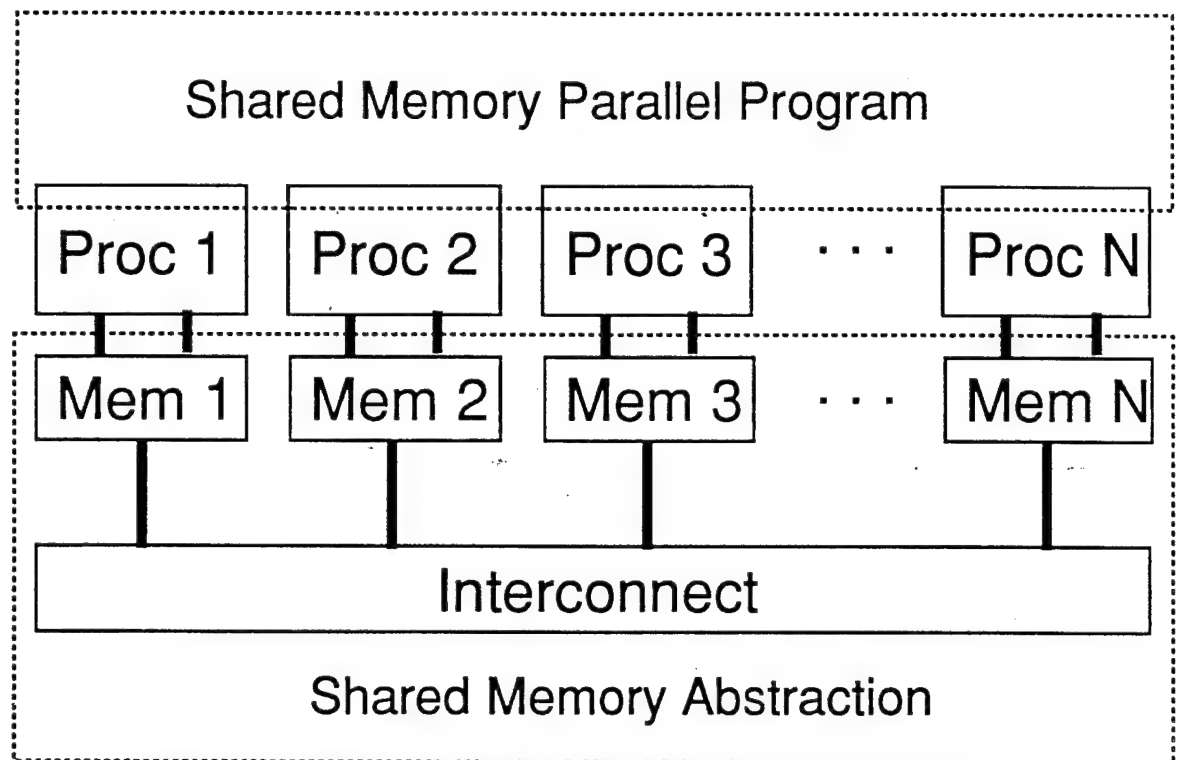 Shared Memory Parallel Program
Proc 1 Proc 2 Proc 3 . . . Proc N
Mem 1 Mem 2 Mem 3 . . . Mem N
Interconnect
Shared Memory Abstraction